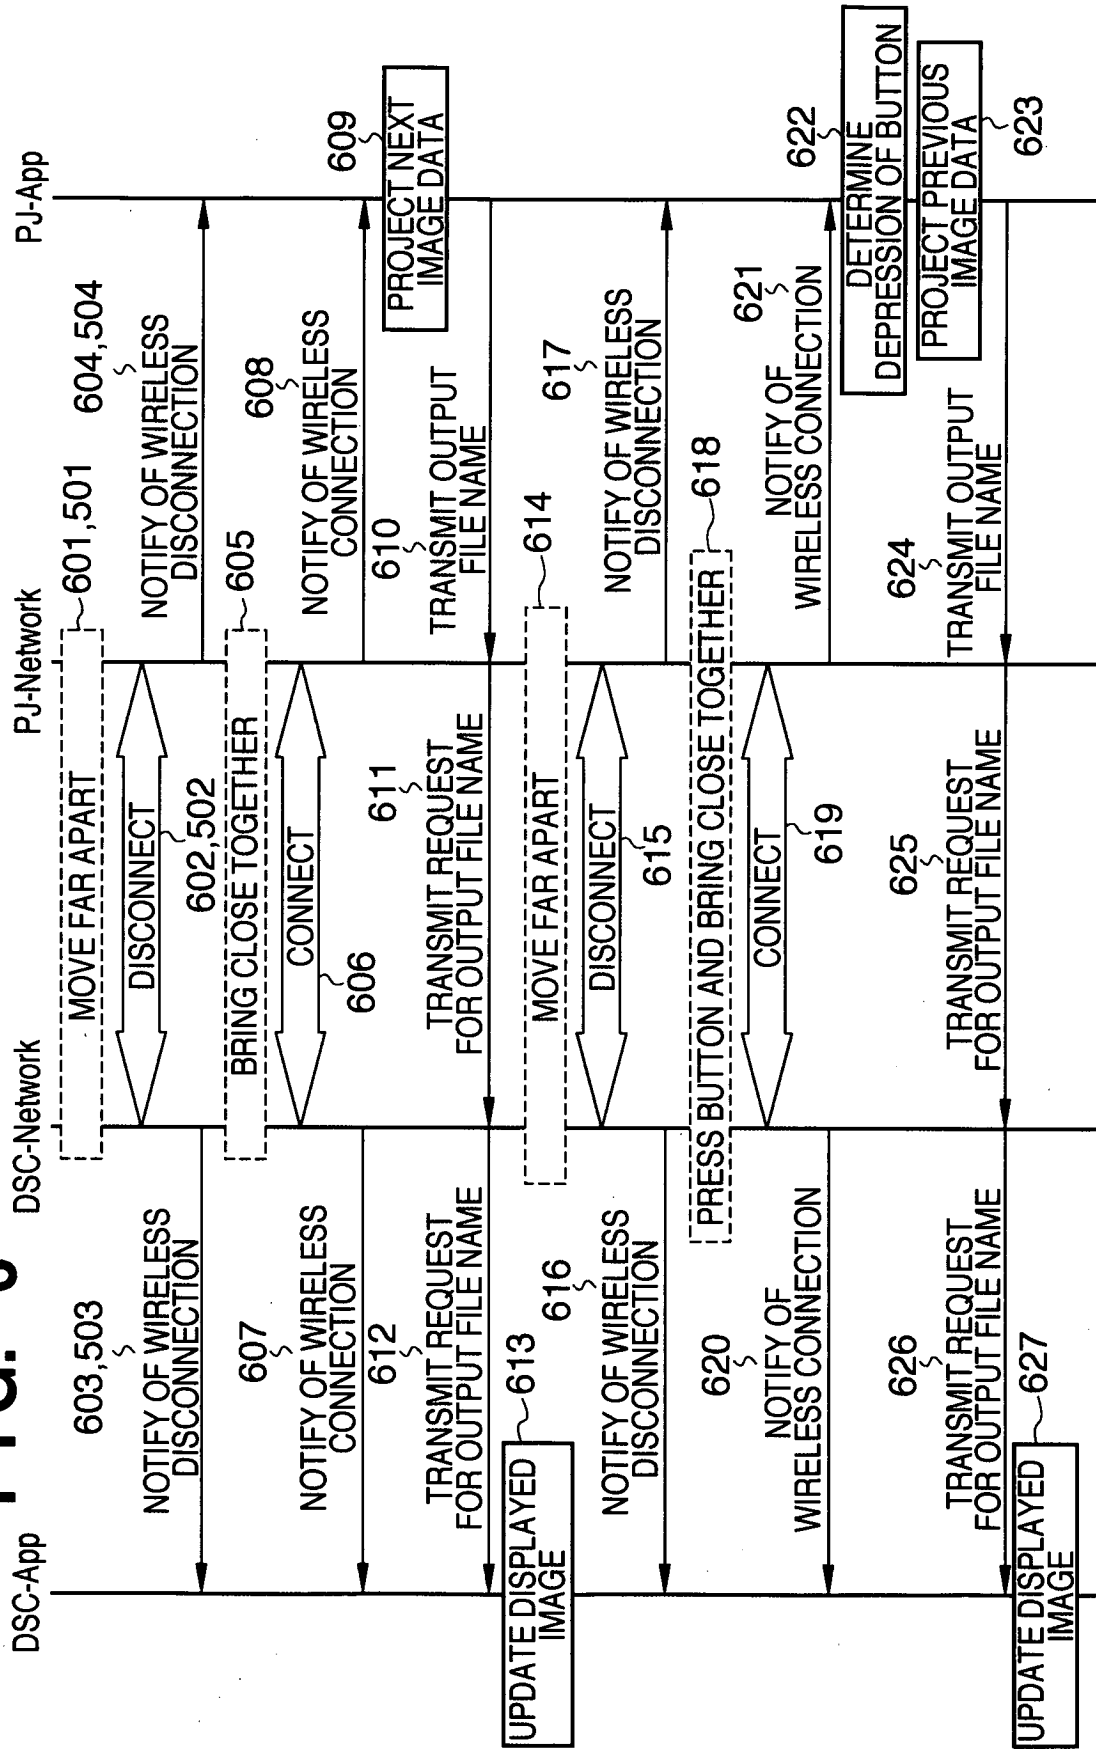 DSC-App
DSC-Network
PJ-Network
PJ-App
MOVE FAR APART
601,501
DISCONNECT
602,502
603,503
NOTIFY OF WIRELESS
DISCONNECTION
604,504
NOTIFY OF WIRELESS
DISCONNECTION
BRING CLOSE TOGETHER
605
CONNECT
606
607
NOTIFY OF WIRELESS
CONNECTION
608
NOTIFY OF WIRELESS
CONNECTION
609
PROJECT NEXT
IMAGE DATA
610
TRANSMIT OUTPUT
FILE NAME
611
TRANSMIT REQUEST
FOR OUTPUT FILE NAME
612
TRANSMIT REQUEST
FOR OUTPUT FILE NAME
613
UPDATE DISPLAYED
IMAGE
MOVE FAR APART
614
DISCONNECT
615
616
NOTIFY OF WIRELESS
DISCONNECTION
617
NOTIFY OF WIRELESS
DISCONNECTION
PRESS BUTTON AND BRING CLOSE TOGETHER
618
CONNECT
619
620
NOTIFY OF
WIRELESS CONNECTION
621
NOTIFY OF
WIRELESS CONNECTION
622
DETERMINE
DEPRESSION OF BUTTON
PROJECT PREVIOUS
IMAGE DATA
623
624
TRANSMIT OUTPUT
FILE NAME
625
TRANSMIT REQUEST
FOR OUTPUT FILE NAME
626
TRANSMIT REQUEST
FOR OUTPUT FILE NAME
627
UPDATE DISPLAYED
IMAGE